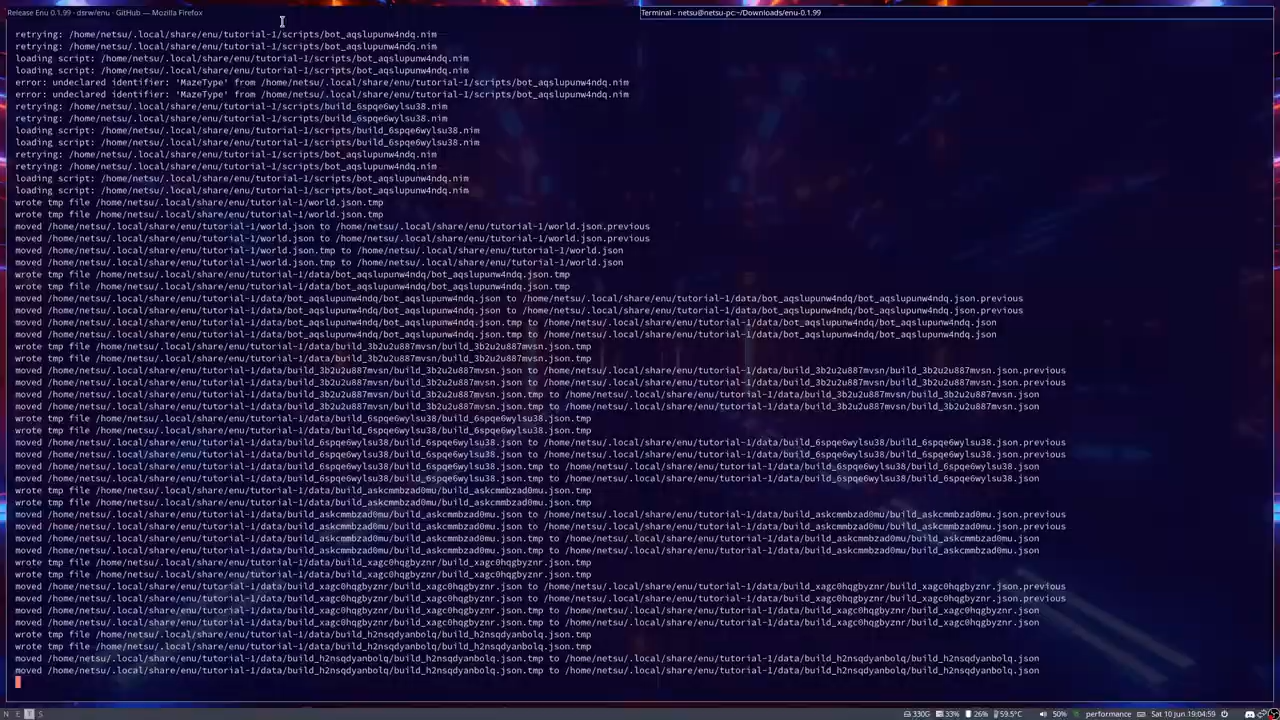 Release Enu 0.1.99 · dsrw/enu · GitHub — Mozilla Firefox
Terminal - netsu@netsu-pc:~/Downloads/enu-0.1.99
retrying: /home/netsu/.local/share/enu/tutorial-1/scripts/bot_aqslupunw4ndq.nim
retrying: /home/netsu/.local/share/enu/tutorial-1/scripts/bot_aqslupunw4ndq.nim
loading script: /home/netsu/.local/share/enu/tutorial-1/scripts/bot_aqslupunw4ndq.nim
loading script: /home/netsu/.local/share/enu/tutorial-1/scripts/bot_aqslupunw4ndq.nim
error: undeclared identifier: 'MazeType' from /home/netsu/.local/share/enu/tutorial-1/scripts/bot_aqslupunw4ndq.nim
error: undeclared identifier: 'MazeType' from /home/netsu/.local/share/enu/tutorial-1/scripts/bot_aqslupunw4ndq.nim
retrying: /home/netsu/.local/share/enu/tutorial-1/scripts/build_6spqe6wylsu38.nim
retrying: /home/netsu/.local/share/enu/tutorial-1/scripts/build_6spqe6wylsu38.nim
loading script: /home/netsu/.local/share/enu/tutorial-1/scripts/build_6spqe6wylsu38.nim
loading script: /home/netsu/.local/share/enu/tutorial-1/scripts/build_6spqe6wylsu38.nim
retrying: /home/netsu/.local/share/enu/tutorial-1/scripts/bot_aqslupunw4ndq.nim
retrying: /home/netsu/.local/share/enu/tutorial-1/scripts/bot_aqslupunw4ndq.nim
loading script: /home/netsu/.local/share/enu/tutorial-1/scripts/bot_aqslupunw4ndq.nim
loading script: /home/netsu/.local/share/enu/tutorial-1/scripts/bot_aqslupunw4ndq.nim
wrote tmp file /home/netsu/.local/share/enu/tutorial-1/world.json.tmp
wrote tmp file /home/netsu/.local/share/enu/tutorial-1/world.json.tmp
moved /home/netsu/.local/share/enu/tutorial-1/world.json to /home/netsu/.local/share/enu/tutorial-1/world.json.previous
moved /home/netsu/.local/share/enu/tutorial-1/world.json to /home/netsu/.local/share/enu/tutorial-1/world.json.previous
moved /home/netsu/.local/share/enu/tutorial-1/world.json.tmp to /home/netsu/.local/share/enu/tutorial-1/world.json
moved /home/netsu/.local/share/enu/tutorial-1/world.json.tmp to /home/netsu/.local/share/enu/tutorial-1/world.json
wrote tmp file /home/netsu/.local/share/enu/tutorial-1/data/bot_aqslupunw4ndq/bot_aqslupunw4ndq.json.tmp
wrote tmp file /home/netsu/.local/share/enu/tutorial-1/data/bot_aqslupunw4ndq/bot_aqslupunw4ndq.json.tmp
moved /home/netsu/.local/share/enu/tutorial-1/data/bot_aqslupunw4ndq/bot_aqslupunw4ndq.json to /home/netsu/.local/share/enu/tutorial-1/data/bot_aqslupunw4ndq/bot_aqslupunw4ndq.json.previous
moved /home/netsu/.local/share/enu/tutorial-1/data/bot_aqslupunw4ndq/bot_aqslupunw4ndq.json to /home/netsu/.local/share/enu/tutorial-1/data/bot_aqslupunw4ndq/bot_aqslupunw4ndq.json.previous
moved /home/netsu/.local/share/enu/tutorial-1/data/bot_aqslupunw4ndq/bot_aqslupunw4ndq.json.tmp to /home/netsu/.local/share/enu/tutorial-1/data/bot_aqslupunw4ndq/bot_aqslupunw4ndq.json
moved /home/netsu/.local/share/enu/tutorial-1/data/bot_aqslupunw4ndq/bot_aqslupunw4ndq.json.tmp to /home/netsu/.local/share/enu/tutorial-1/data/bot_aqslupunw4ndq/bot_aqslupunw4ndq.json
wrote tmp file /home/netsu/.local/share/enu/tutorial-1/data/build_3b2u2u887mvsn/build_3b2u2u887mvsn.json.tmp
wrote tmp file /home/netsu/.local/share/enu/tutorial-1/data/build_3b2u2u887mvsn/build_3b2u2u887mvsn.json.tmp
moved /home/netsu/.local/share/enu/tutorial-1/data/build_3b2u2u887mvsn/build_3b2u2u887mvsn.json to /home/netsu/.local/share/enu/tutorial-1/data/build_3b2u2u887mvsn/build_3b2u2u887mvsn.json.previous
moved /home/netsu/.local/share/enu/tutorial-1/data/build_3b2u2u887mvsn/build_3b2u2u887mvsn.json to /home/netsu/.local/share/enu/tutorial-1/data/build_3b2u2u887mvsn/build_3b2u2u887mvsn.json.previous
moved /home/netsu/.local/share/enu/tutorial-1/data/build_3b2u2u887mvsn/build_3b2u2u887mvsn.json.tmp to /home/netsu/.local/share/enu/tutorial-1/data/build_3b2u2u887mvsn/build_3b2u2u887mvsn.json
moved /home/netsu/.local/share/enu/tutorial-1/data/build_3b2u2u887mvsn/build_3b2u2u887mvsn.json.tmp to /home/netsu/.local/share/enu/tutorial-1/data/build_3b2u2u887mvsn/build_3b2u2u887mvsn.json
wrote tmp file /home/netsu/.local/share/enu/tutorial-1/data/build_6spqe6wylsu38/build_6spqe6wylsu38.json.tmp
wrote tmp file /home/netsu/.local/share/enu/tutorial-1/data/build_6spqe6wylsu38/build_6spqe6wylsu38.json.tmp
moved /home/netsu/.local/share/enu/tutorial-1/data/build_6spqe6wylsu38/build_6spqe6wylsu38.json to /home/netsu/.local/share/enu/tutorial-1/data/build_6spqe6wylsu38/build_6spqe6wylsu38.json.previous
moved /home/netsu/.local/share/enu/tutorial-1/data/build_6spqe6wylsu38/build_6spqe6wylsu38.json to /home/netsu/.local/share/enu/tutorial-1/data/build_6spqe6wylsu38/build_6spqe6wylsu38.json.previous
moved /home/netsu/.local/share/enu/tutorial-1/data/build_6spqe6wylsu38/build_6spqe6wylsu38.json.tmp to /home/netsu/.local/share/enu/tutorial-1/data/build_6spqe6wylsu38/build_6spqe6wylsu38.json
moved /home/netsu/.local/share/enu/tutorial-1/data/build_6spqe6wylsu38/build_6spqe6wylsu38.json.tmp to /home/netsu/.local/share/enu/tutorial-1/data/build_6spqe6wylsu38/build_6spqe6wylsu38.json
wrote tmp file /home/netsu/.local/share/enu/tutorial-1/data/build_askcmmbzad0mu/build_askcmmbzad0mu.json.tmp
wrote tmp file /home/netsu/.local/share/enu/tutorial-1/data/build_askcmmbzad0mu/build_askcmmbzad0mu.json.tmp
moved /home/netsu/.local/share/enu/tutorial-1/data/build_askcmmbzad0mu/build_askcmmbzad0mu.json to /home/netsu/.local/share/enu/tutorial-1/data/build_askcmmbzad0mu/build_askcmmbzad0mu.json.previous
moved /home/netsu/.local/share/enu/tutorial-1/data/build_askcmmbzad0mu/build_askcmmbzad0mu.json to /home/netsu/.local/share/enu/tutorial-1/data/build_askcmmbzad0mu/build_askcmmbzad0mu.json.previous
moved /home/netsu/.local/share/enu/tutorial-1/data/build_askcmmbzad0mu/build_askcmmbzad0mu.json.tmp to /home/netsu/.local/share/enu/tutorial-1/data/build_askcmmbzad0mu/build_askcmmbzad0mu.json
moved /home/netsu/.local/share/enu/tutorial-1/data/build_askcmmbzad0mu/build_askcmmbzad0mu.json.tmp to /home/netsu/.local/share/enu/tutorial-1/data/build_askcmmbzad0mu/build_askcmmbzad0mu.json
wrote tmp file /home/netsu/.local/share/enu/tutorial-1/data/build_xagc0hqgbyznr/build_xagc0hqgbyznr.json.tmp
wrote tmp file /home/netsu/.local/share/enu/tutorial-1/data/build_xagc0hqgbyznr/build_xagc0hqgbyznr.json.tmp
moved /home/netsu/.local/share/enu/tutorial-1/data/build_xagc0hqgbyznr/build_xagc0hqgbyznr.json to /home/netsu/.local/share/enu/tutorial-1/data/build_xagc0hqgbyznr/build_xagc0hqgbyznr.json.previous
moved /home/netsu/.local/share/enu/tutorial-1/data/build_xagc0hqgbyznr/build_xagc0hqgbyznr.json to /home/netsu/.local/share/enu/tutorial-1/data/build_xagc0hqgbyznr/build_xagc0hqgbyznr.json.previous
moved /home/netsu/.local/share/enu/tutorial-1/data/build_xagc0hqgbyznr/build_xagc0hqgbyznr.json.tmp to /home/netsu/.local/share/enu/tutorial-1/data/build_xagc0hqgbyznr/build_xagc0hqgbyznr.json
moved /home/netsu/.local/share/enu/tutorial-1/data/build_xagc0hqgbyznr/build_xagc0hqgbyznr.json.tmp to /home/netsu/.local/share/enu/tutorial-1/data/build_xagc0hqgbyznr/build_xagc0hqgbyznr.json
wrote tmp file /home/netsu/.local/share/enu/tutorial-1/data/build_h2nsqdyanbolq/build_h2nsqdyanbolq.json.tmp
wrote tmp file /home/netsu/.local/share/enu/tutorial-1/data/build_h2nsqdyanbolq/build_h2nsqdyanbolq.json.tmp
moved /home/netsu/.local/share/enu/tutorial-1/data/build_h2nsqdyanbolq/build_h2nsqdyanbolq.json.tmp to /home/netsu/.local/share/enu/tutorial-1/data/build_h2nsqdyanbolq/build_h2nsqdyanbolq.json
moved /home/netsu/.local/share/enu/tutorial-1/data/build_h2nsqdyanbolq/build_h2nsqdyanbolq.json.tmp to /home/netsu/.local/share/enu/tutorial-1/data/build_h2nsqdyanbolq/build_h2nsqdyanbolq.json
N E T S 330G 33% 26% 59.5°C 50% performance Sat 10 jun 19:04:59